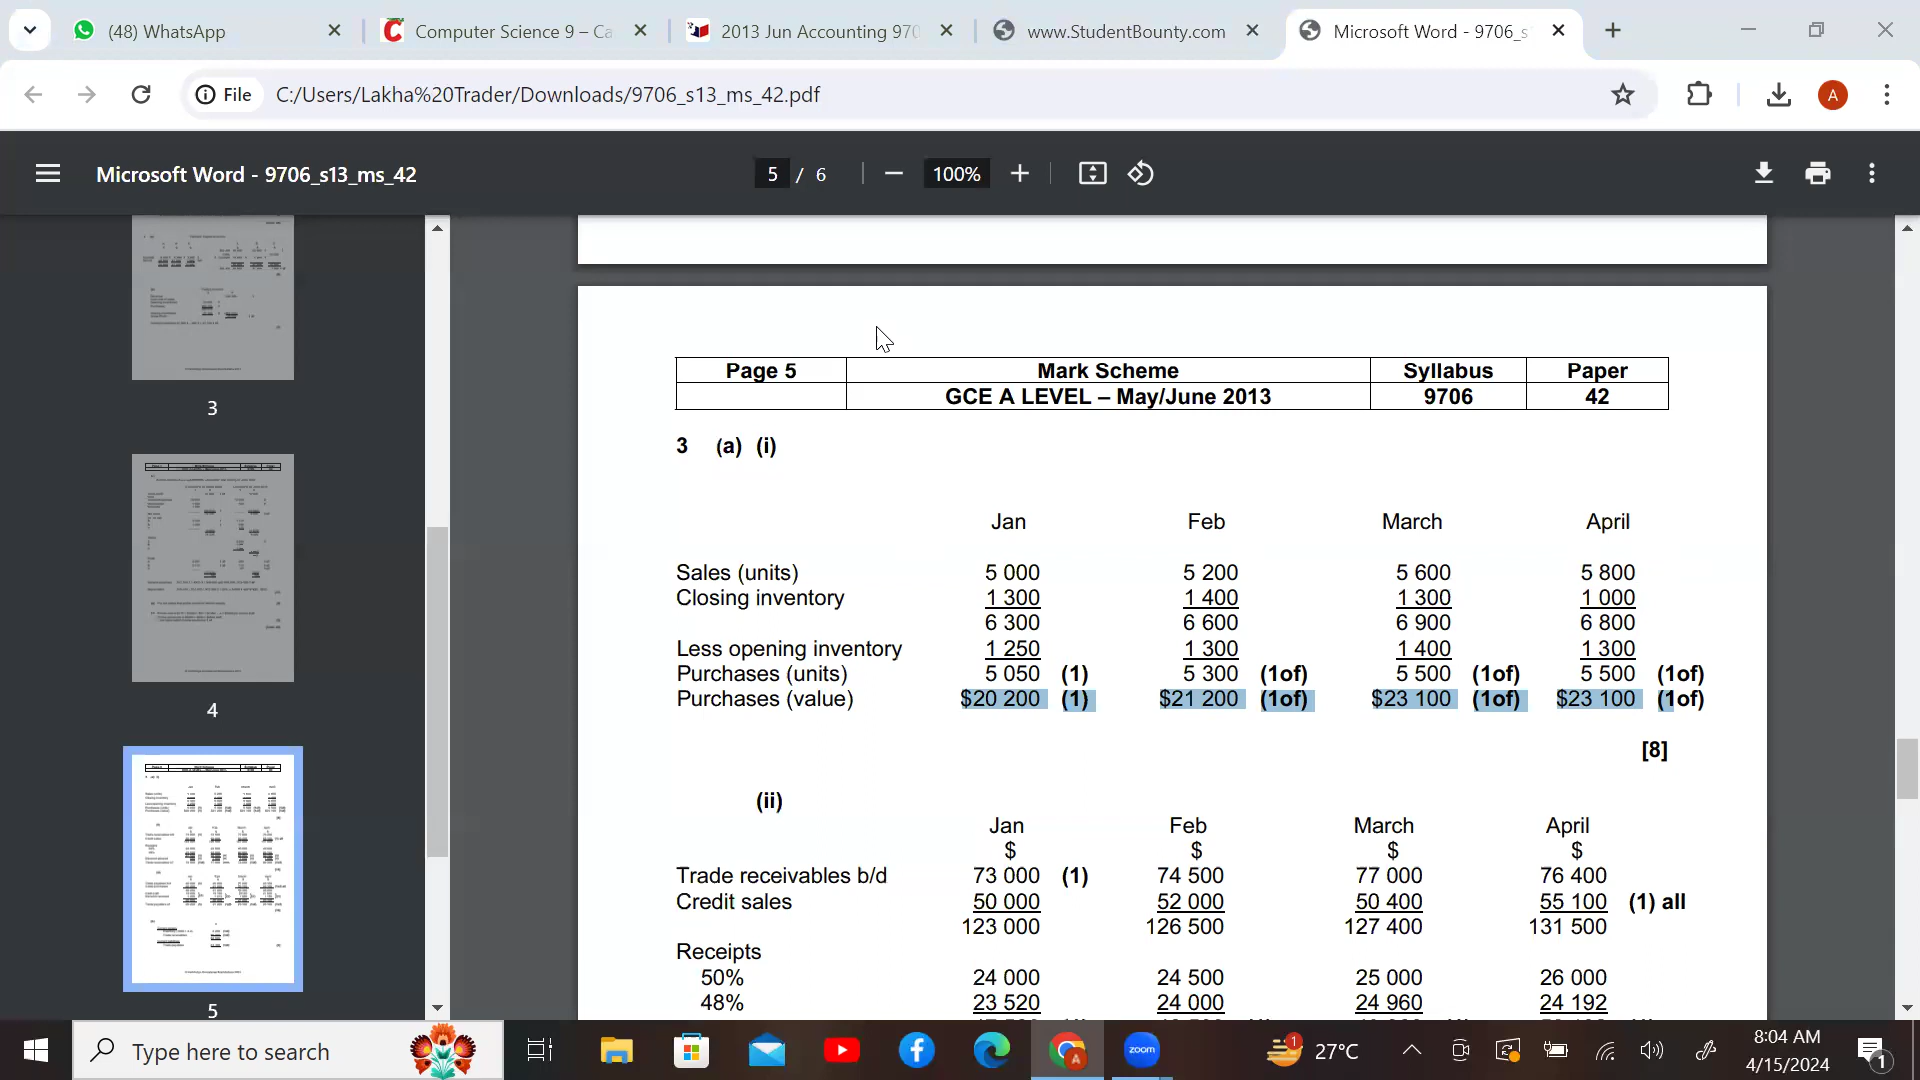 (48) WhatsApp
Computer Science 9 – Ca
2013 Jun Accounting 970
www.StudentBounty.com
Microsoft Word - 9706_s
File
C:/Users/Lakha%20Trader/Downloads/9706_s13_ms_42.pdf
A
Microsoft Word - 9706_s13_ms_42
5 / 6
100%
3
4
5
Page 5 Mark Scheme Syllabus Paper
GCE A LEVEL – May/June 2013 9706 42
3 (a) (i)
Jan Feb March April
Sales (units) 5 000 5 200 5 600 5 800
Closing inventory 1 300 1 400 1 300 1 000
6 300 6 600 6 900 6 800
Less opening inventory 1 250 1 300 1 400 1 300
Purchases (units) 5 050 (1) 5 300 (1of) 5 500 (1of) 5 500 (1of)
Purchases (value) $20 200 (1) $21 200 (1of) $23 100 (1of) $23 100 (1of)
[8]
(ii)
Jan Feb March April
$ $ $ $
Trade receivables b/d 73 000 (1) 74 500 77 000 76 400
Credit sales 50 000 52 000 50 400 55 100 (1) all
123 000 126 500 127 400 131 500
Receipts
50% 24 000 24 500 25 000 26 000
48% 23 520 24 000 24 960 24 192
Type here to search
zoom
1
27°C
8:04 AM
4/15/2024
1